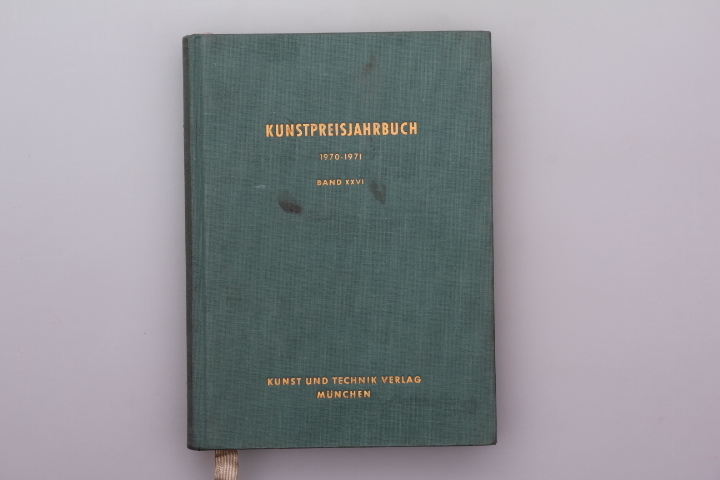 KUNSTPREISJAHRBUCH
1970-1971
BAND XXVI
KUNST UND TECHNIK VERLAG
MÜNCHEN